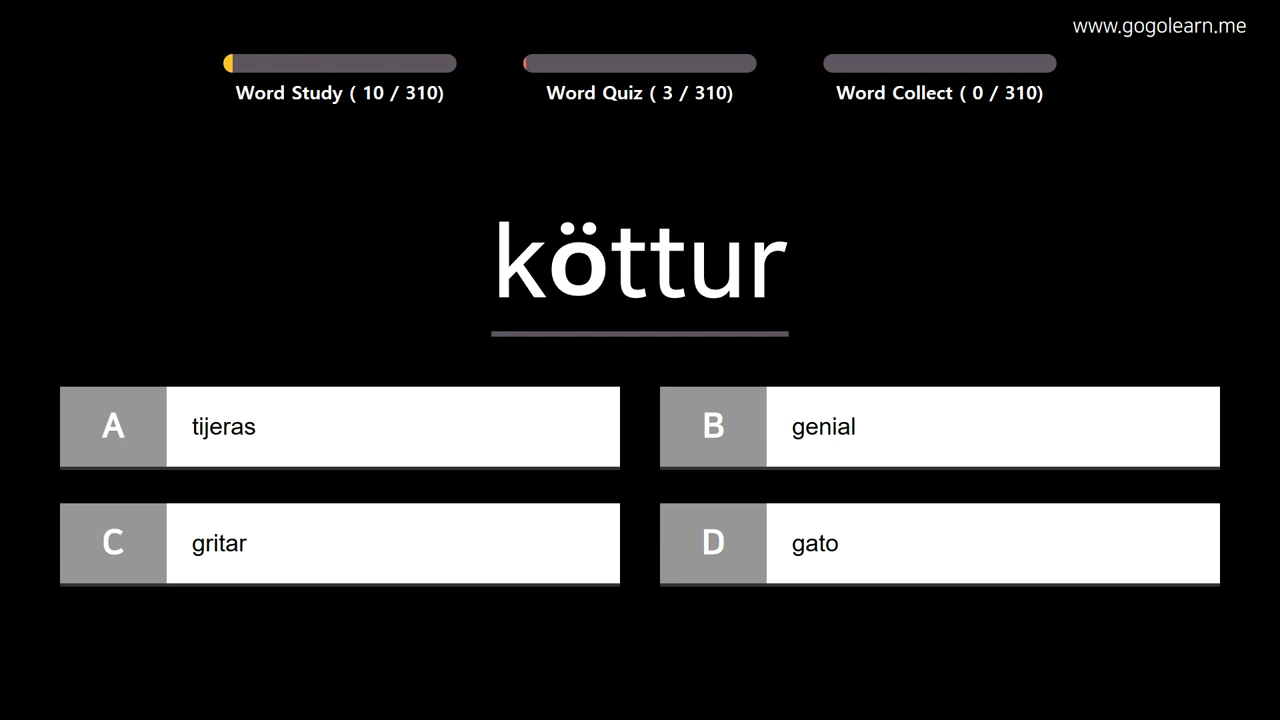 www.gogolearn.me
Word Study ( 10 / 310)
Word Quiz ( 3 / 310)
Word Collect ( 0 / 310)
köttur
A tijeras
B genial
C gritar
D gato